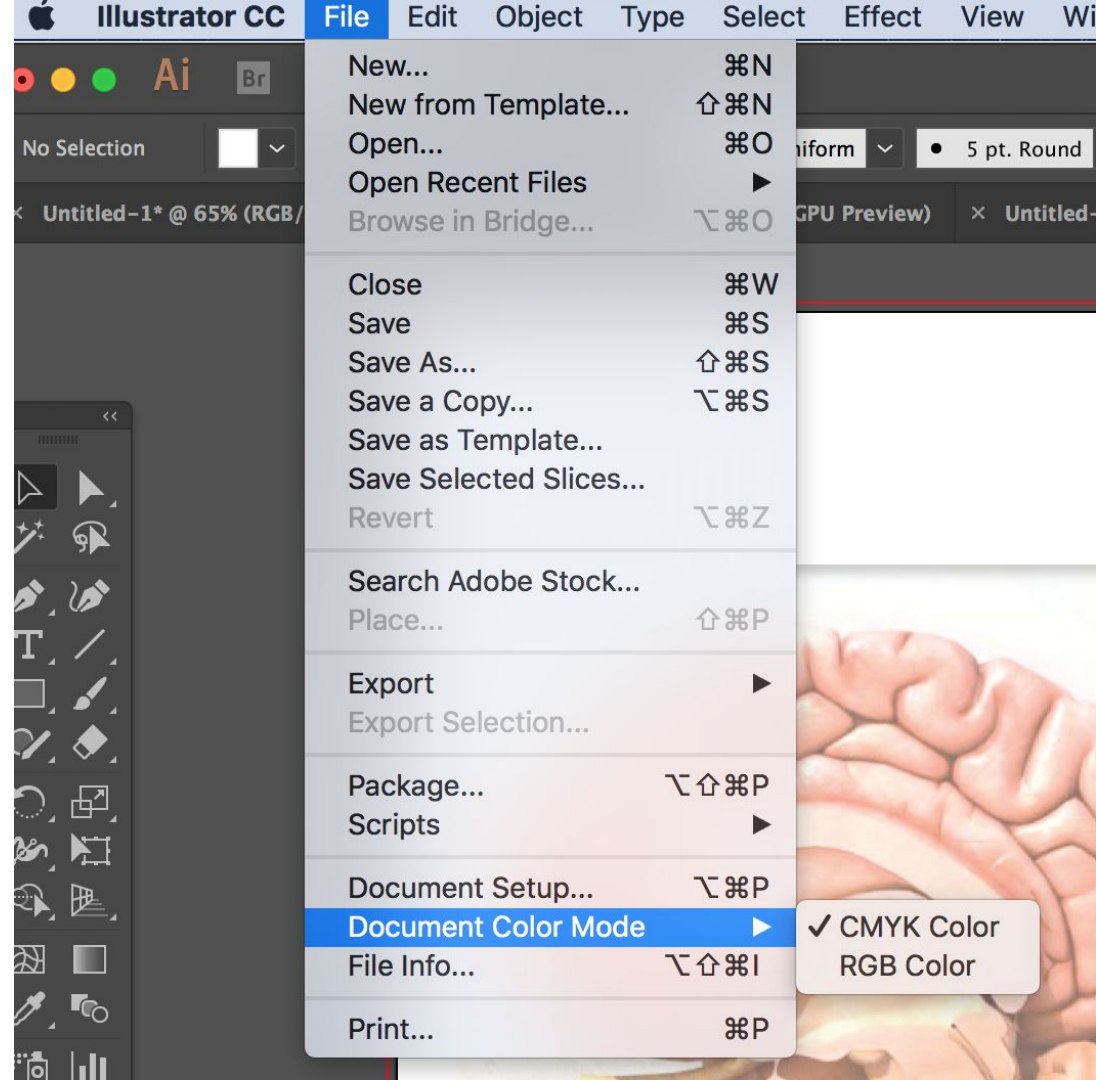 Illustrator CC File Edit Object Type Select Effect View Wi
Ai Br
No Selection
niform
5 pt. Round
× Untitled-1* @ 65% (RGB/
GPU Preview)
× Untitled-
New... ⌘N
New from Template... ⇧⌘N
Open... ⌘O
Open Recent Files ▶
Browse in Bridge... ⌥⌘O
Close ⌘W
Save ⌘S
Save As... ⇧⌘S
Save a Copy... ⌥⌘S
Save as Template...
Save Selected Slices...
Revert ⌥⌘Z
Search Adobe Stock...
Place... ⇧⌘P
Export ▶
Export Selection...
Package... ⌥⇧⌘P
Scripts ▶
Document Setup... ⌥⌘P
Document Color Mode ▶
✓ CMYK Color
RGB Color
File Info... ⌥⇧⌘I
Print... ⌘P